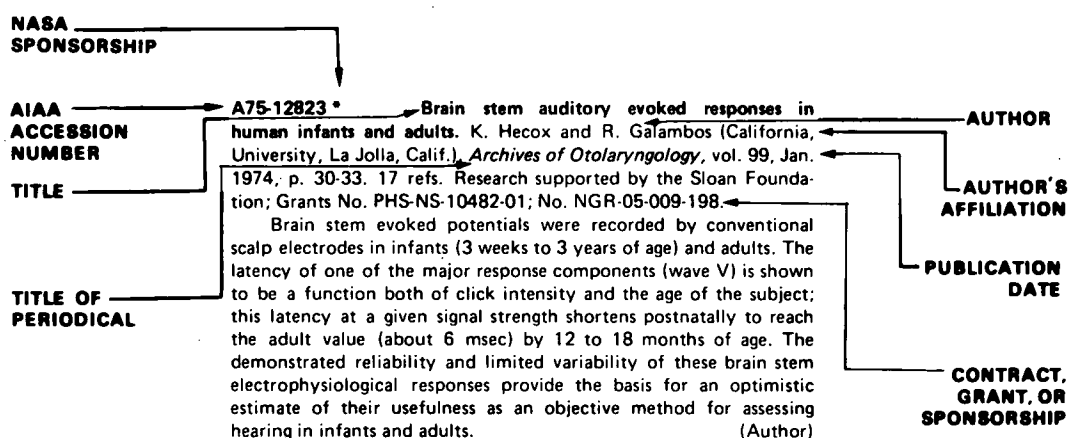 NASA
SPONSORSHIP
AIAA
ACCESSION
NUMBER
TITLE
TITLE OF
PERIODICAL
A75-12823 * Brain stem auditory evoked responses in
human infants and adults. K. Hecox and R. Galambos (California,
University, La Jolla, Calif.). Archives of Otolaryngology, vol. 99, Jan.
1974, p. 30-33. 17 refs. Research supported by the Sloan Founda-
tion; Grants No. PHS-NS-10482-01; No. NGR-05-009-198.
Brain stem evoked potentials were recorded by conventional
scalp electrodes in infants (3 weeks to 3 years of age) and adults. The
latency of one of the major response components (wave V) is shown
to be a function both of click intensity and the age of the subject;
this latency at a given signal strength shortens postnatally to reach
the adult value (about 6 msec) by 12 to 18 months of age. The
demonstrated reliability and limited variability of these brain stem
electrophysiological responses provide the basis for an optimistic
estimate of their usefulness as an objective method for assessing
hearing in infants and adults. (Author)
AUTHOR
AUTHOR'S
AFFILIATION
PUBLICATION
DATE
CONTRACT,
GRANT, OR
SPONSORSHIP